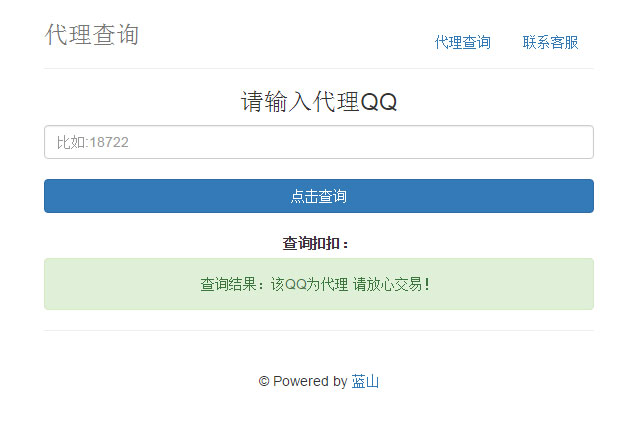 代理查询
代理查询 联系客服
请输入代理QQ
比如:18722
点击查询
查询扣扣：
查询结果：该QQ为代理 请放心交易！
© Powered by 蓝山